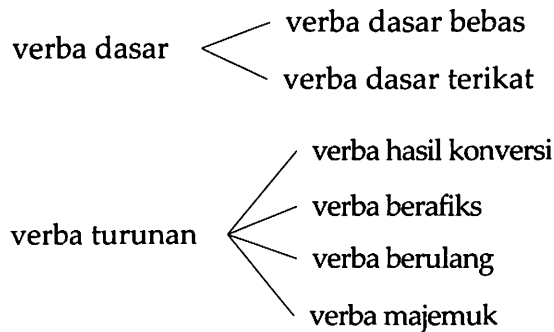 verba dasar bebas
verba dasar
verba dasar terikat
verba hasil konversi
verba berafiks
verba turunan
verba berulang
verba majemuk